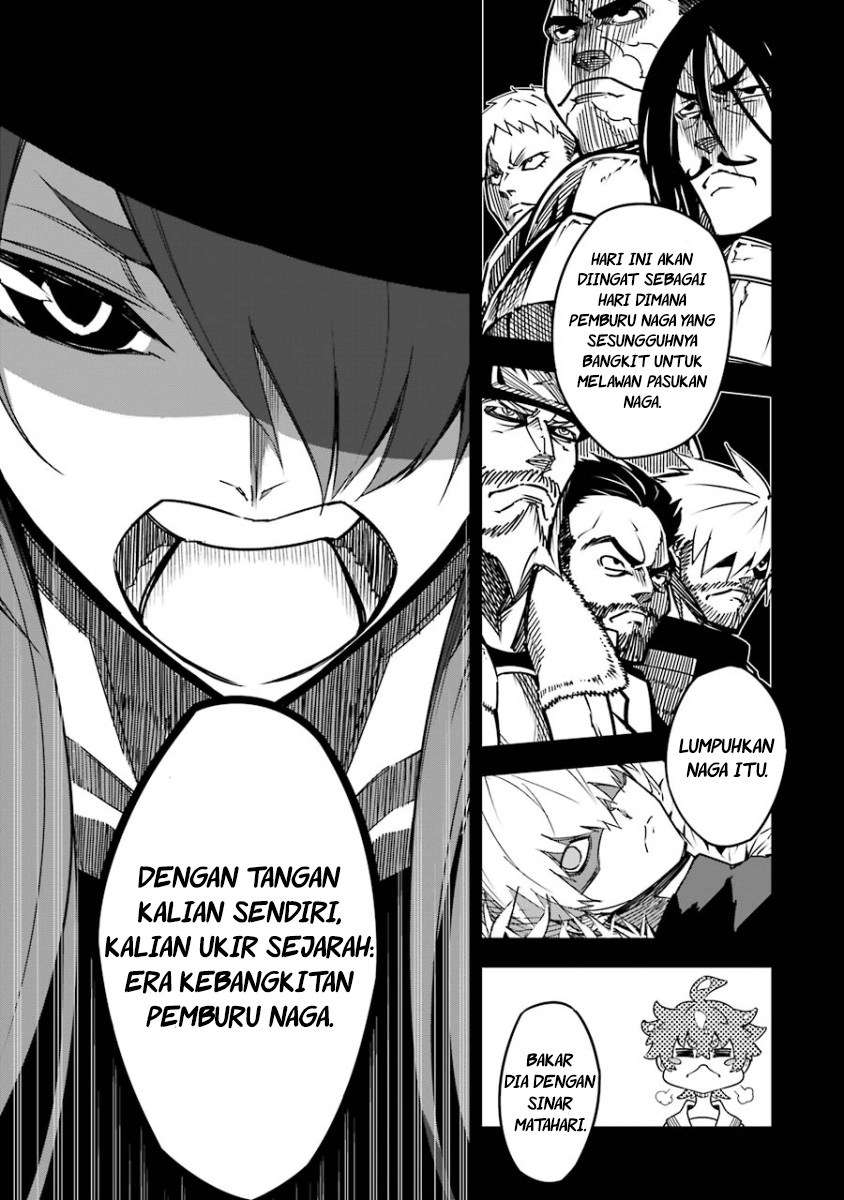 HARI INI AKAN
DIINGAT SEBAGAI
HARI DIMANA
PEMBURU NAGA YANG
SESUNGGUHNYA
BANGKIT UNTUK
MELAWAN PASUKAN
NAGA.
LUMPUHKAN
NAGA ITU.
BAKAR
DIA DENGAN
SINAR
MATAHARI.
DENGAN TANGAN
KALIAN SENDIRI,
KALIAN UKIR SEJARAH:
ERA KEBANGKITAN
PEMBURU NAGA.